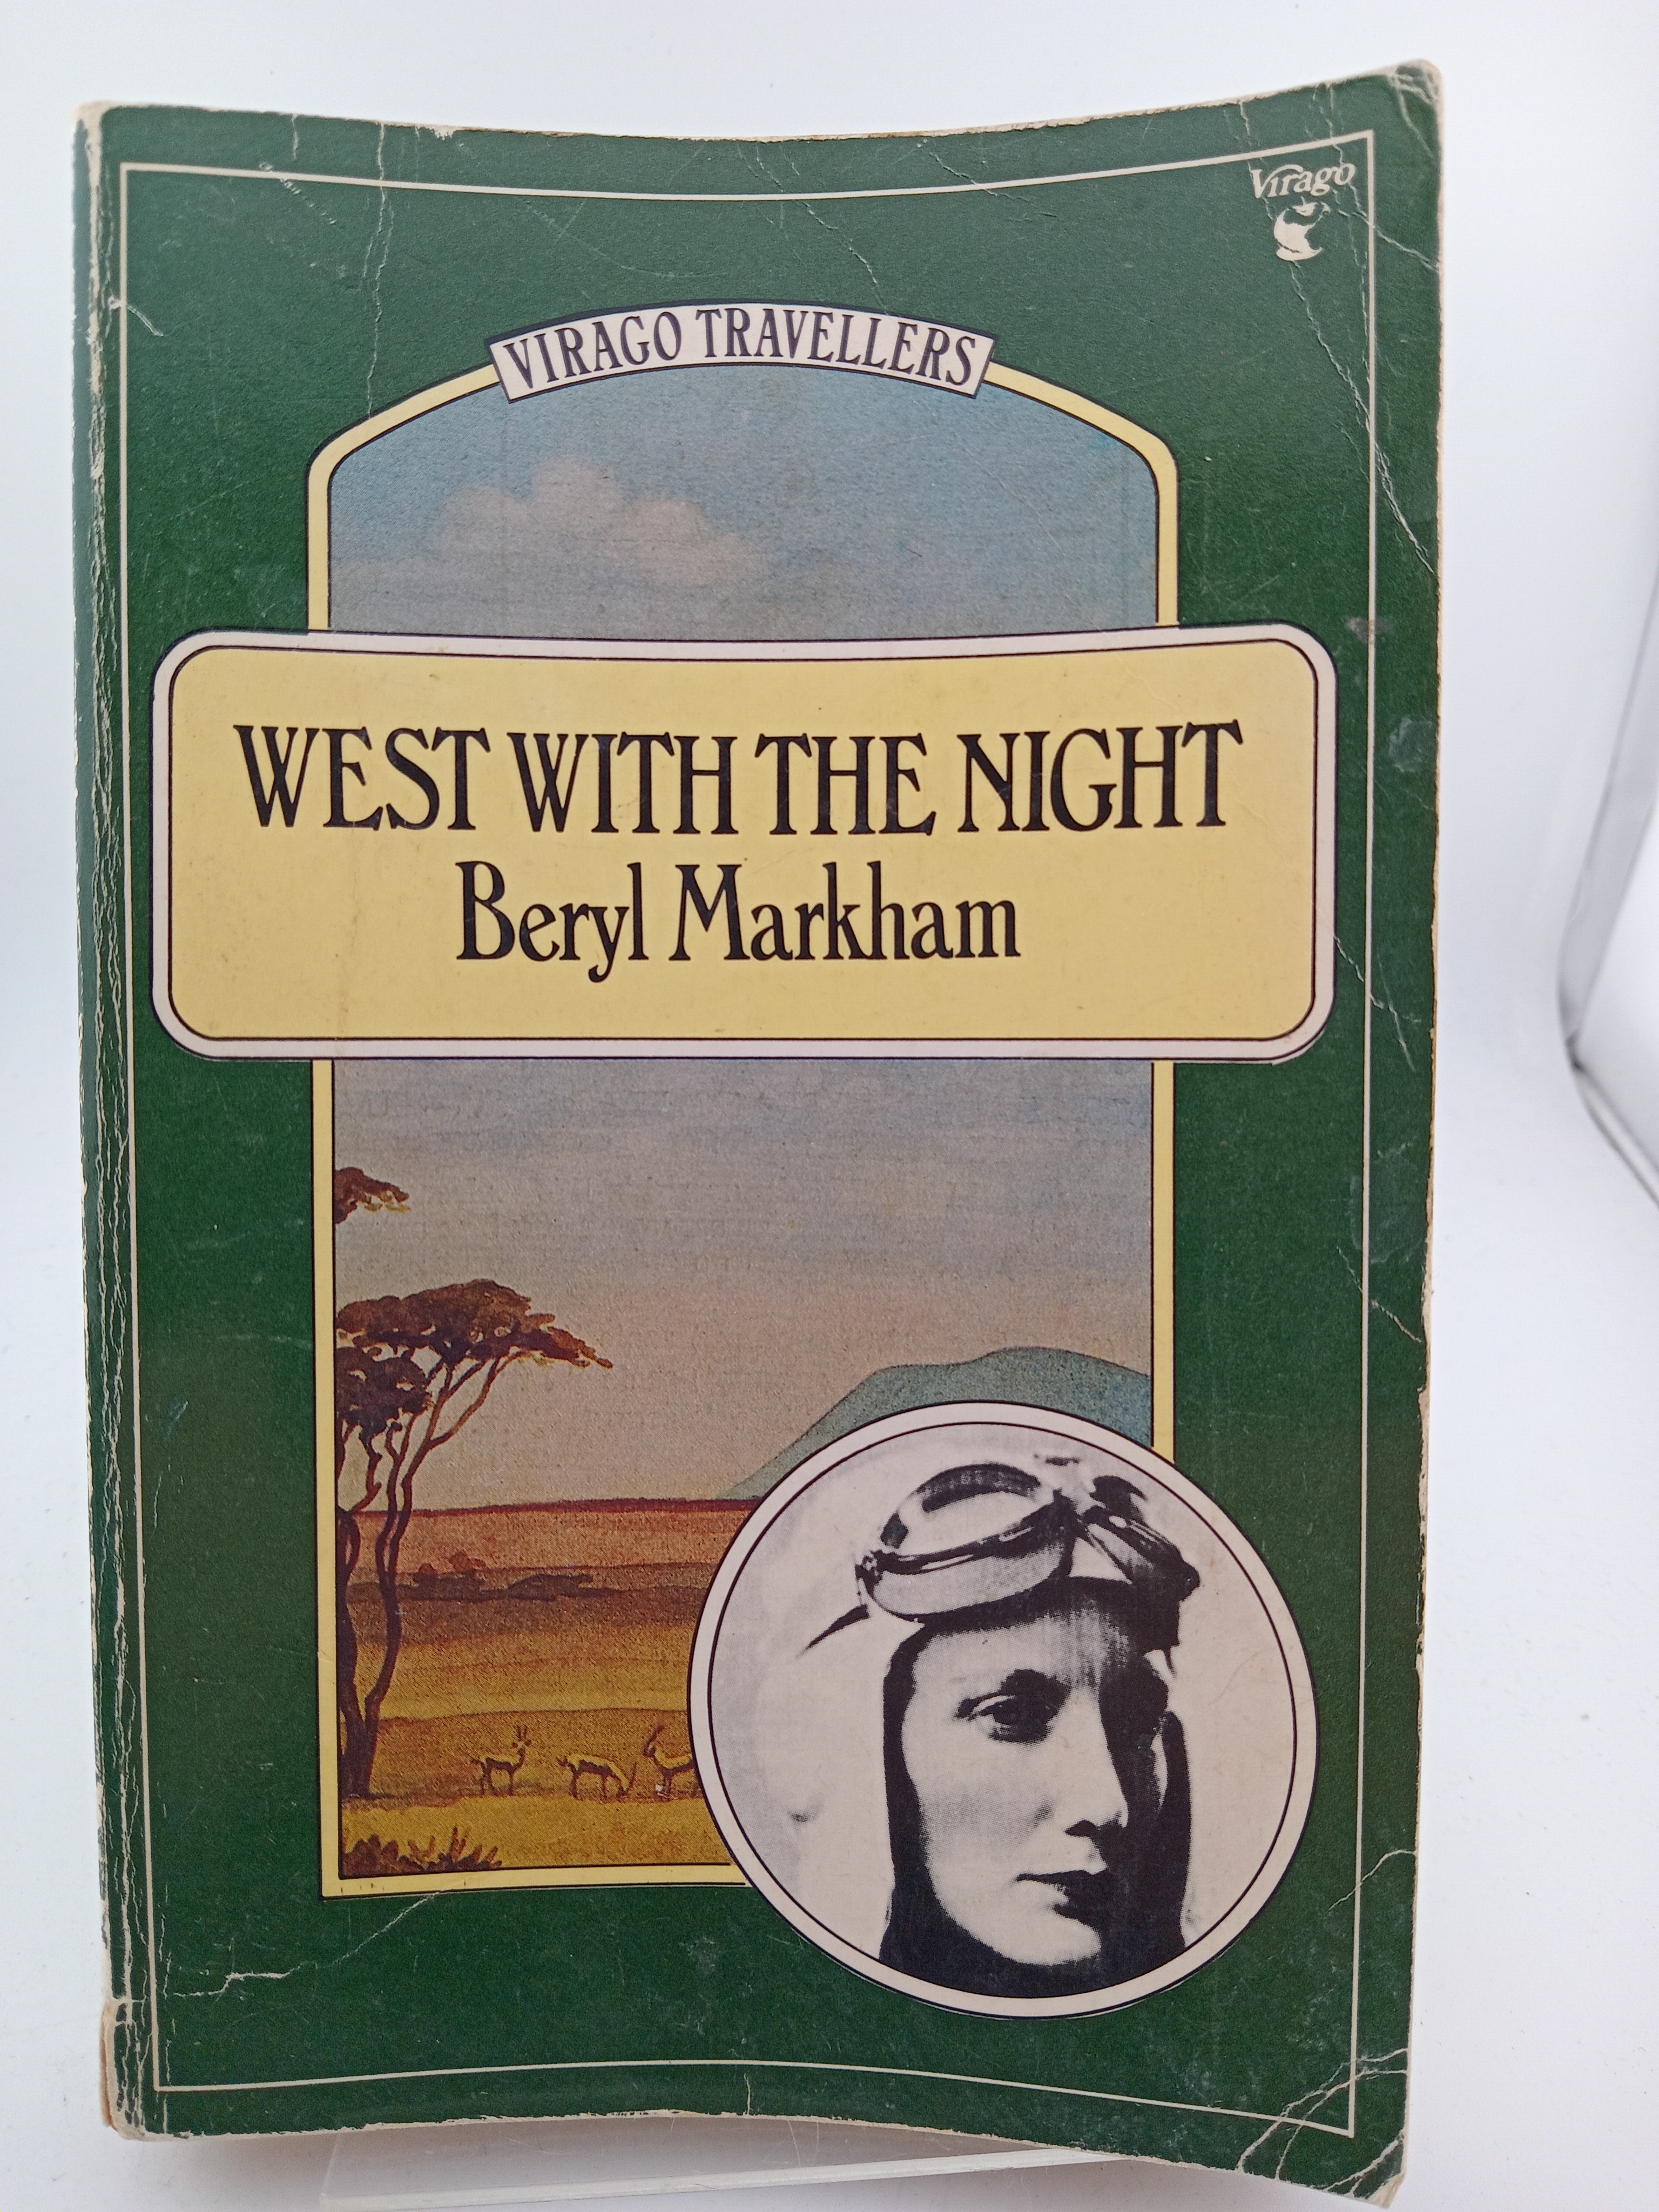 Virago
VIRAGO TRAVELLERS
WEST WITH THE NIGHT
Beryl Markham